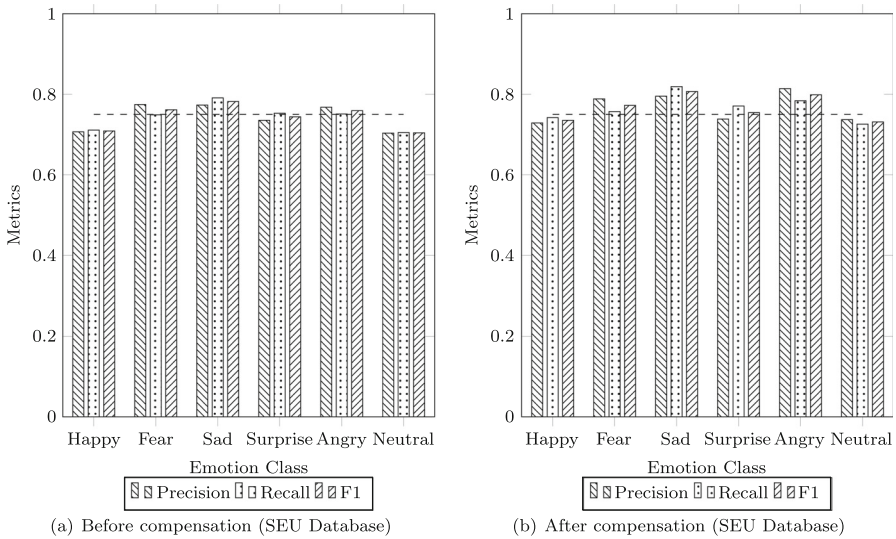 1
0.8
0.6
0.4
0.2
0
Metrics
Happy Fear Sad Surprise Angry Neutral
Emotion Class
Precision Recall F1
(a) Before compensation (SEU Database)
1
0.8
0.6
0.4
0.2
0
Metrics
Happy Fear Sad Surprise Angry Neutral
Emotion Class
Precision Recall F1
(b) After compensation (SEU Database)